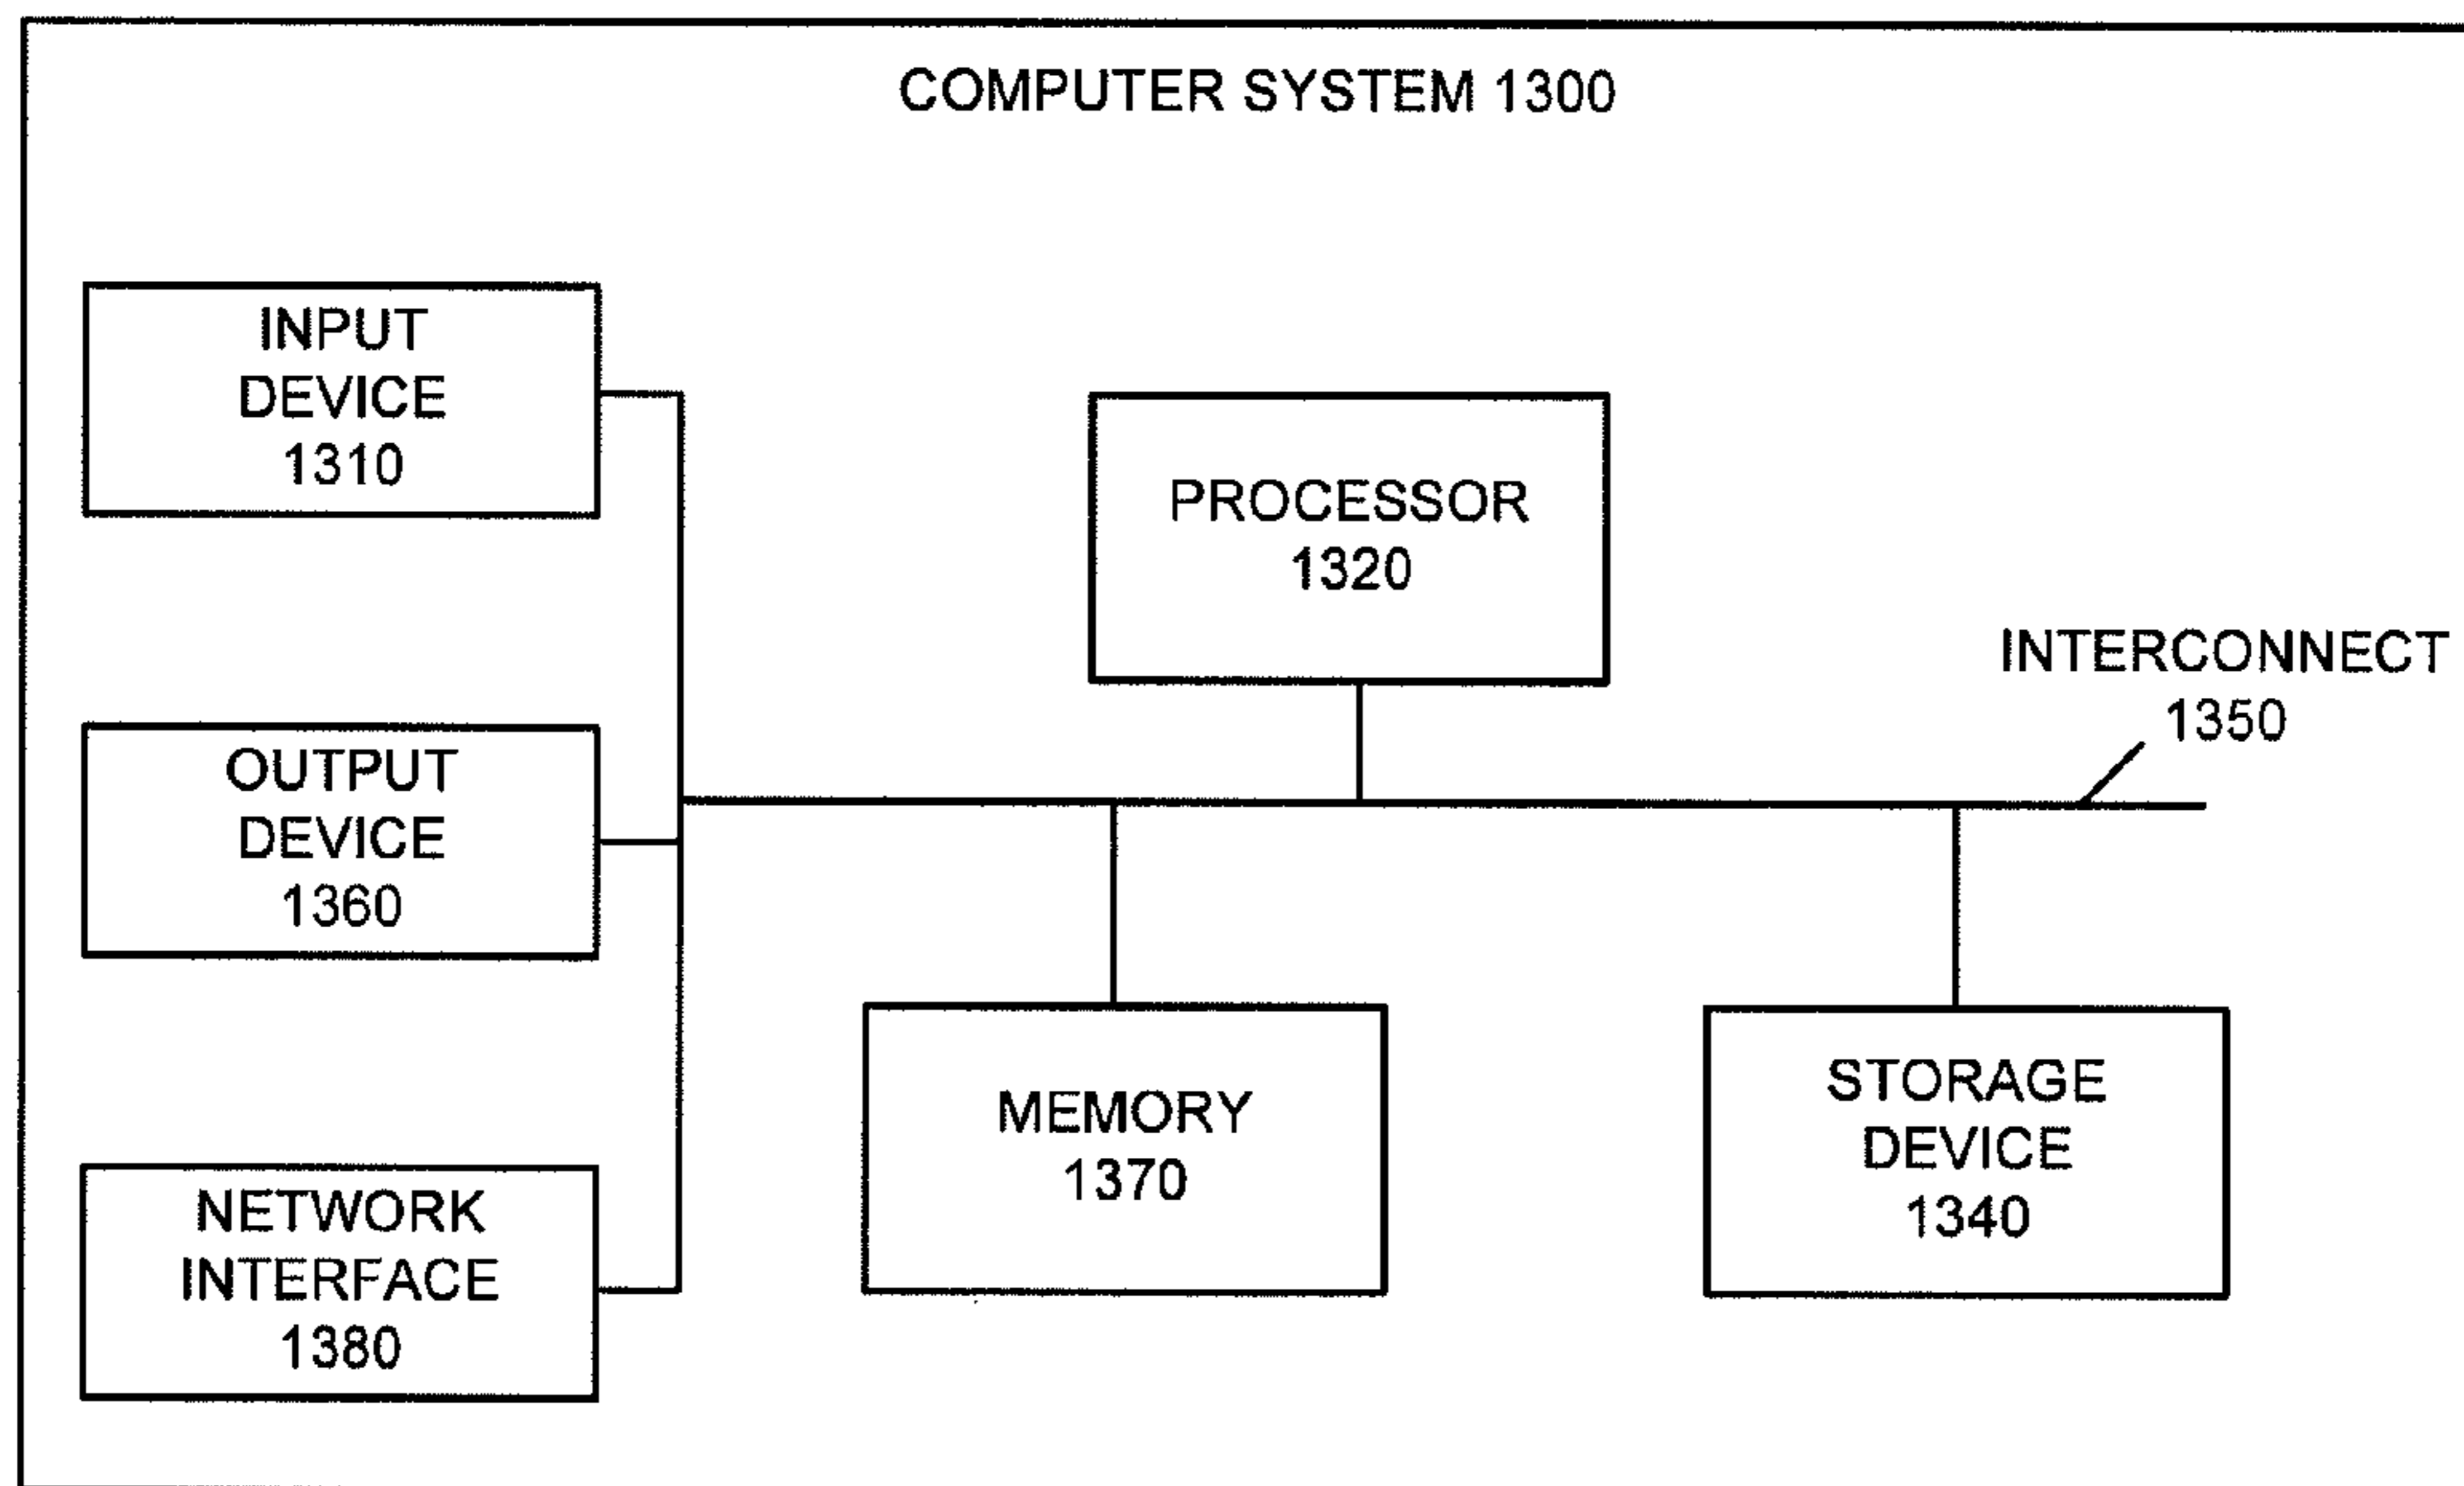 COMPUTER SYSTEM 1300
INPUT
DEVICE
1310
PROCESSOR
1320
INTERCONNECT
1350
OUTPUT
DEVICE
1360
MEMORY
1370
STORAGE
DEVICE
1340
NETWORK
INTERFACE
1380